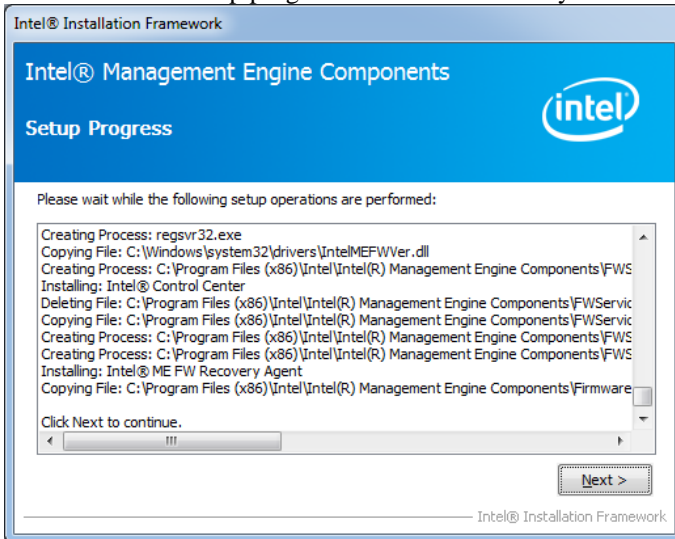 Intel® Installation Framework
Intel® Management Engine Components
intel
Setup Progress
Please wait while the following setup operations are performed:
Creating Process: regsvr32.exe
Copying File: C:\Windows\system32\drivers\IntelMEFWVer.dll
Creating Process: C:\Program Files (x86)\Intel\Intel(R) Management Engine Components\FWS
Installing: Intel® Control Center
Deleting File: C:\Program Files (x86)\Intel\Intel(R) Management Engine Components\FWServic
Copying File: C:\Program Files (x86)\Intel\Intel(R) Management Engine Components\FWServic
Creating Process: C:\Program Files (x86)\Intel\Intel(R) Management Engine Components\FWS
Creating Process: C:\Program Files (x86)\Intel\Intel(R) Management Engine Components\FWS
Installing: Intel® ME FW Recovery Agent
Copying File: C:\Program Files (x86)\Intel\Intel(R) Management Engine Components\Firmware
Click Next to continue.
Next >
Intel® Installation Framework